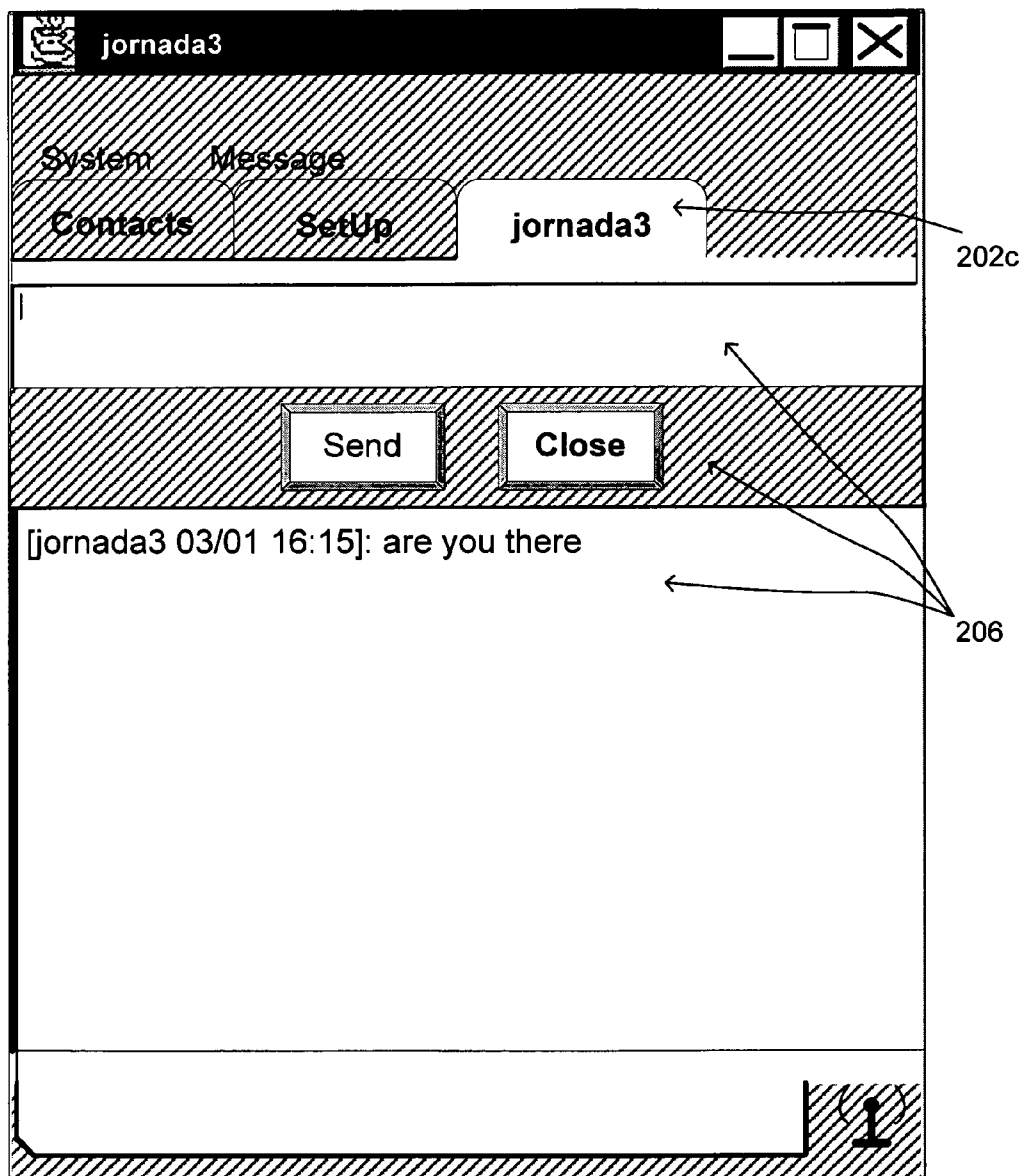 jornada3
System Message
Contacts SetUp jornada3
202c
Send Close
[jornada3 03/01 16:15]: are you there
206